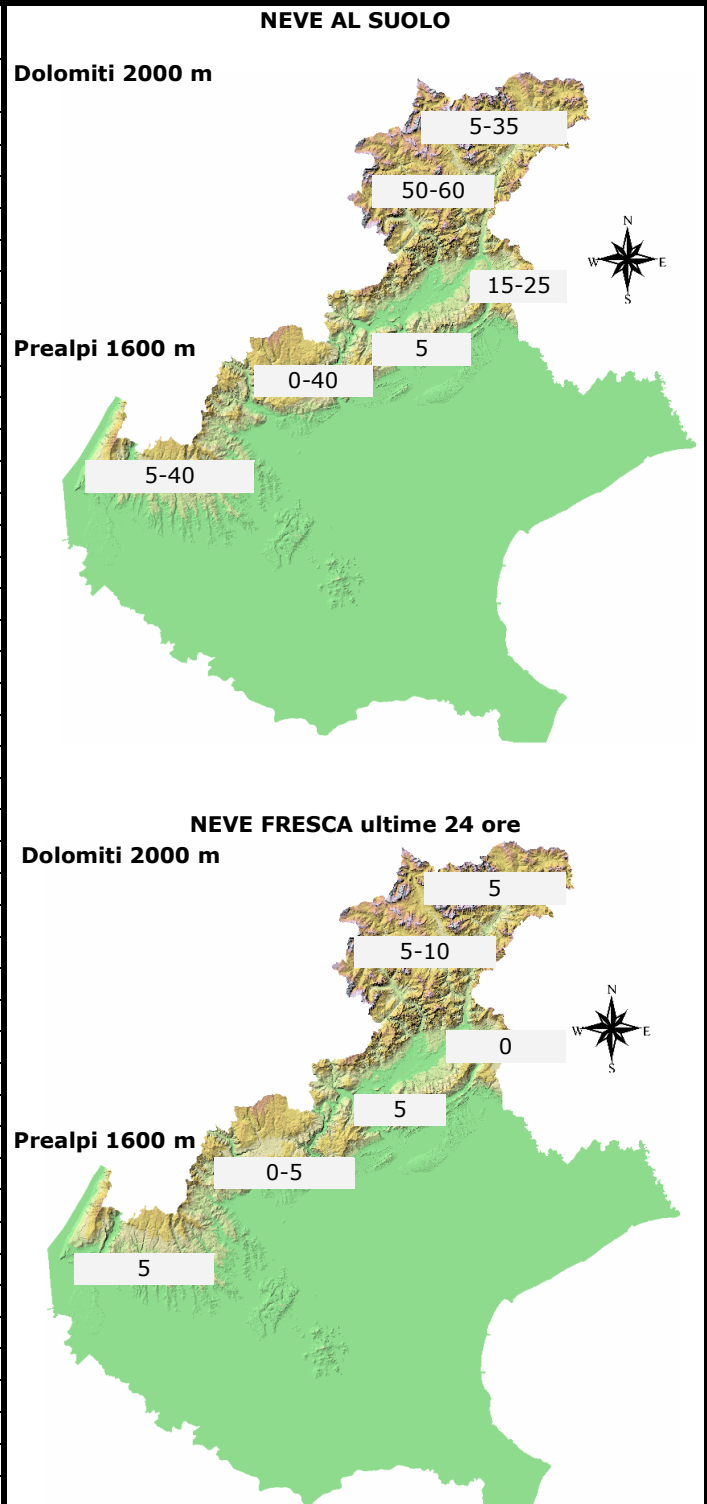 NEVE AL SUOLO
Dolomiti 2000 m
5-35
50-60
N
W E
S
15-25
Prealpi 1600 m
5
0-40
5-40
NEVE FRESCA ultime 24 ore
Dolomiti 2000 m
5
5-10
N
W E
S
0
5
Prealpi 1600 m
0-5
5